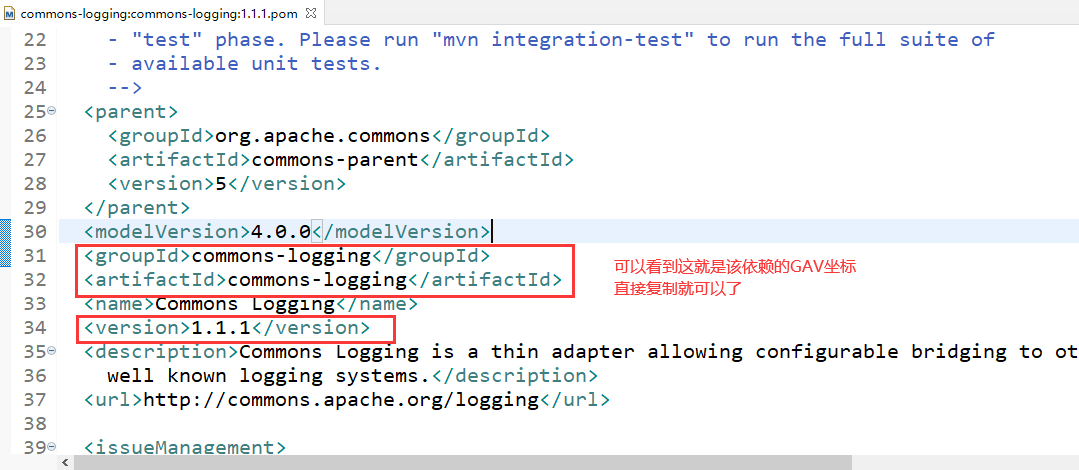 commons-logging:commons-logging:1.1.1.pom
22 - "test" phase. Please run "mvn integration-test" to run the full suite of
23 - available unit tests.
24 -->
25 <parent>
26 <groupId>org.apache.commons</groupId>
27 <artifactId>commons-parent</artifactId>
28 <version>5</version>
29 </parent>
30 <modelVersion>4.0.0</modelVersion>
31 <groupId>commons-logging</groupId>
32 <artifactId>commons-logging</artifactId>
可以看到这就是该依赖的GAV坐标
直接复制就可以了
33 <name>Commons Logging</name>
34 <version>1.1.1</version>
35 <description>Commons Logging is a thin adapter allowing configurable bridging to ot
36 well known logging systems.</description>
37 <url>http://commons.apache.org/logging</url>
38
39 <issueManagement>